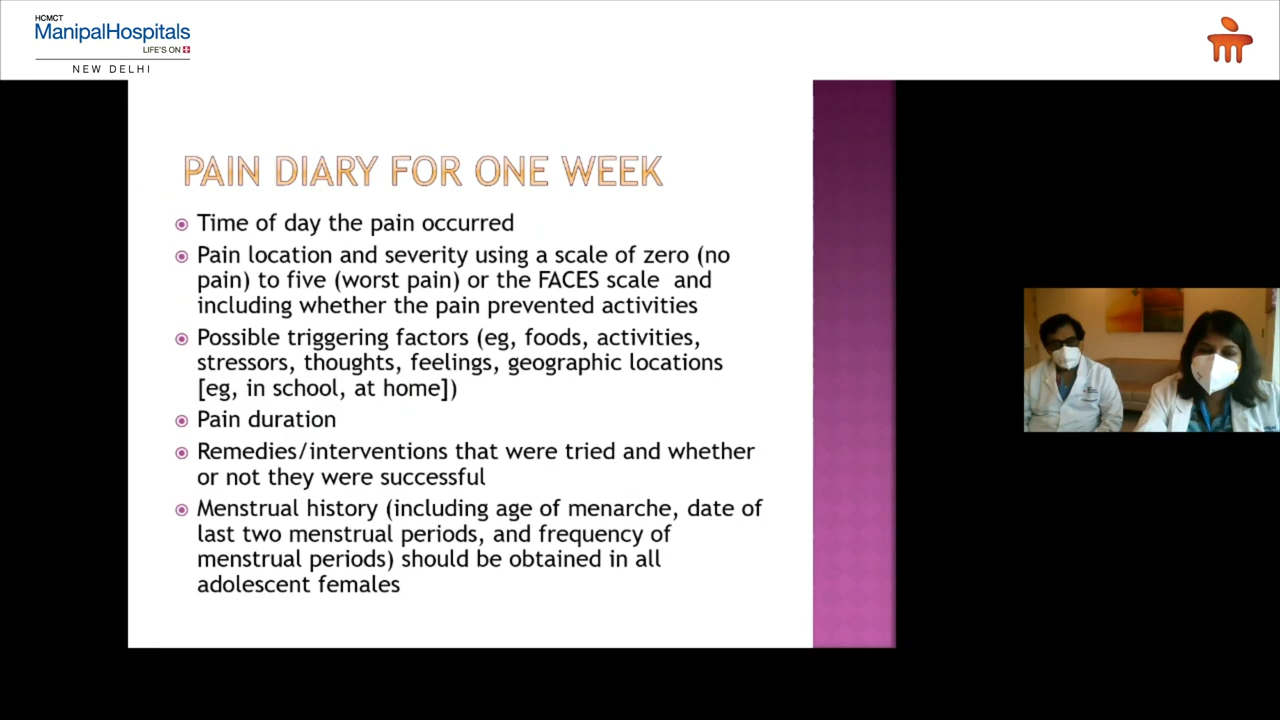 HCMCT
ManipalHospitals
LIFE'S ON
NEW DELHI
PAIN DIARY FOR ONE WEEK
Time of day the pain occurred
Pain location and severity using a scale of zero (no
pain) to five (worst pain) or the FACES scale and
including whether the pain prevented activities
Possible triggering factors (eg, foods, activities,
stressors, thoughts, feelings, geographic locations
[eg, in school, at home])
Pain duration
Remedies/interventions that were tried and whether
or not they were successful
Menstrual history (including age of menarche, date of
last two menstrual periods, and frequency of
menstrual periods) should be obtained in all
adolescent females